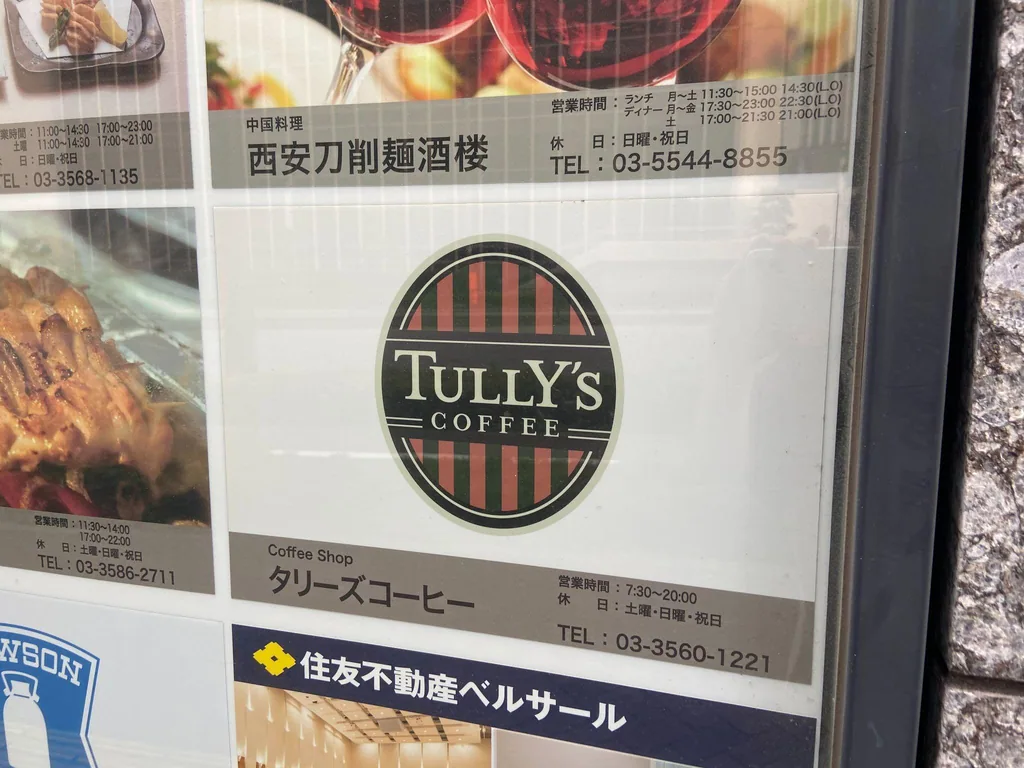 業時間：11:00〜14:30 17:00〜23:00
土曜 11:00〜14:30 17:00〜21:00
休 日：日曜・祝日
TEL：03-3568-1135
中国料理
西安刀削麺酒楼
営業時間：ランチ 月〜土 11:30〜15:00 14:30(L.O)
ディナー 月〜金 17:30〜23:00 22:30(L.O)
土 17:00〜21:30 21:00(L.O)
休 日：日曜・祝日
TEL：03-5544-8855
営業時間：11:30〜14:00
17:00〜22:00
休 日：土曜・日曜・祝日
TEL：03-3586-2711
TULLY'S
COFFEE
Coffee Shop
タリーズコーヒー
営業時間：7:30〜20:00
休 日：土曜・日曜・祝日
TEL：03-3560-1221
WSON
住友不動産ベルサール